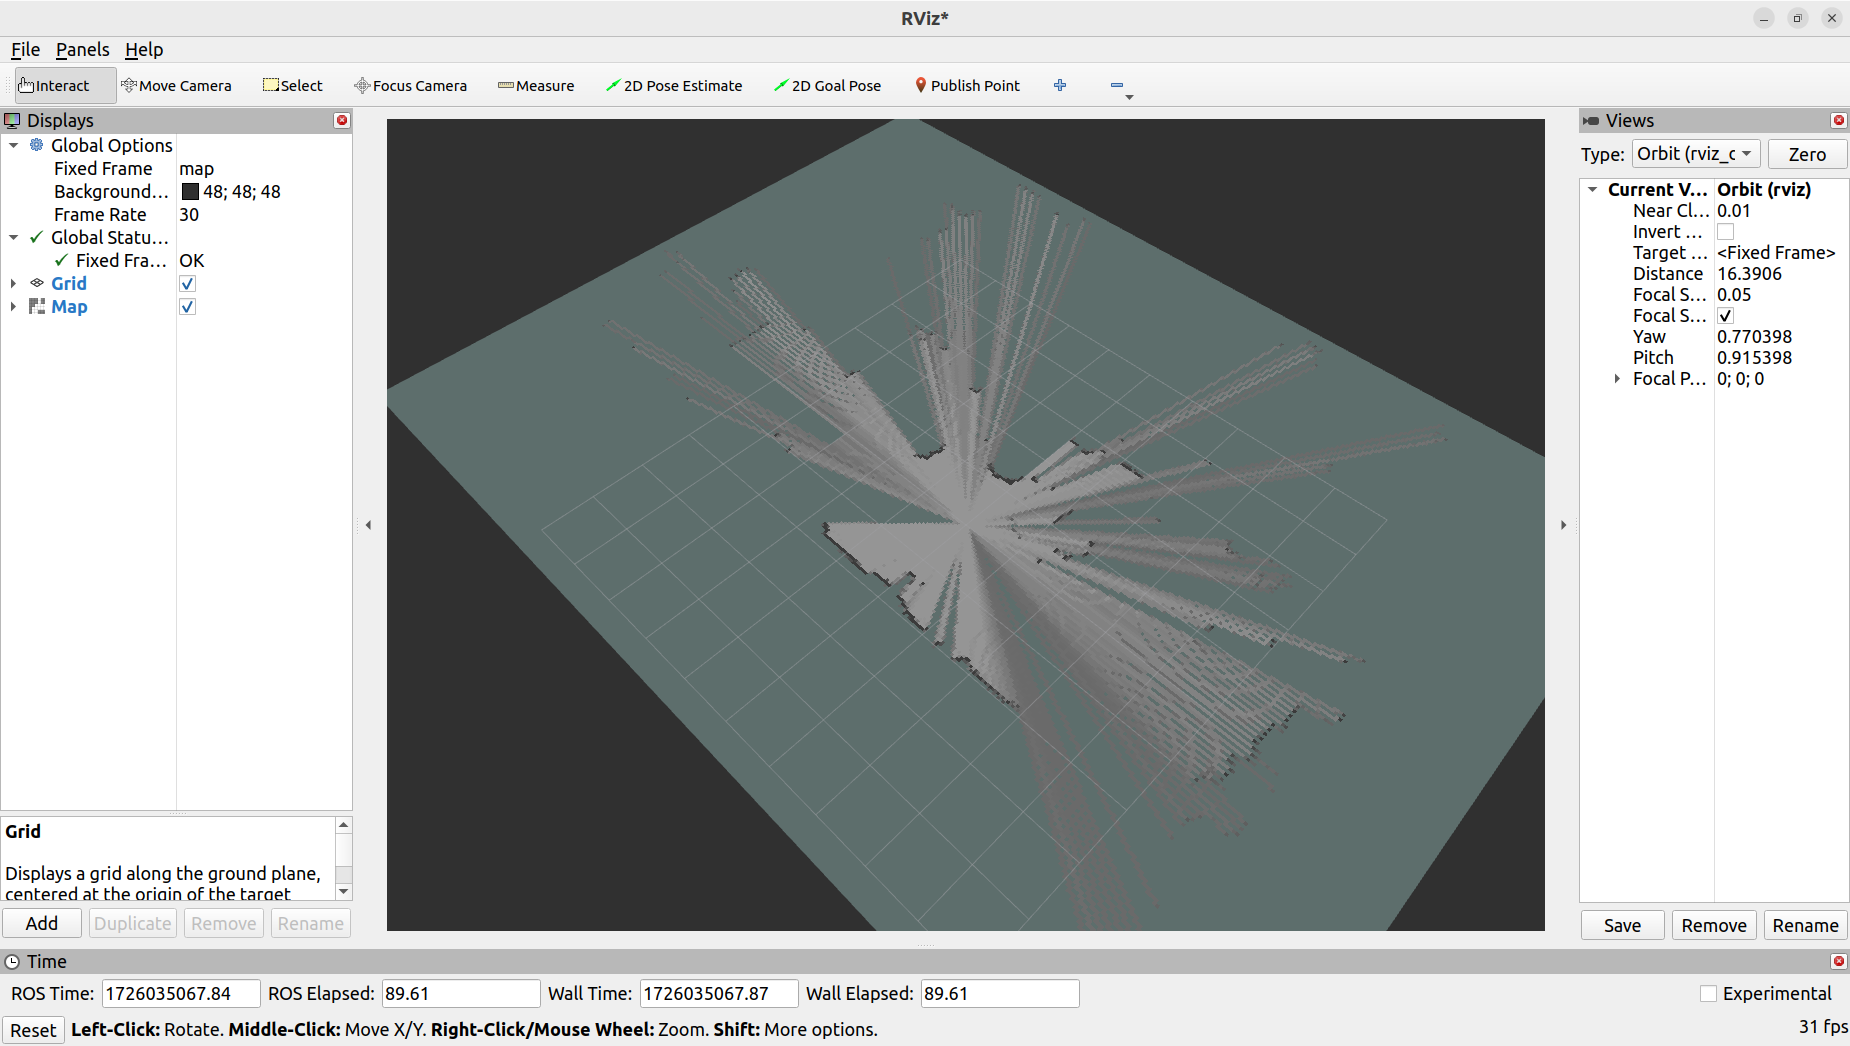 RViz*
File Panels Help
Interact Move Camera Select Focus Camera Measure 2D Pose Estimate 2D Goal Pose Publish Point
Displays
Global Options
Fixed Frame map
Background... 48; 48; 48
Frame Rate 30
Global Statu...
Fixed Fra... OK
Grid
Map
Grid
Displays a grid along the ground plane,
centered at the origin of the target
Add Duplicate Remove Rename
Views
Type: Orbit (rviz_c Zero
Current V... Orbit (rviz)
Near Cl... 0.01
Invert ...
Target ... <Fixed Frame>
Distance 16.3906
Focal S... 0.05
Focal S...
Yaw 0.770398
Pitch 0.915398
Focal P... 0; 0; 0
Save Remove Rename
Time
ROS Time: 1726035067.84 ROS Elapsed: 89.61 Wall Time: 1726035067.87 Wall Elapsed: 89.61 Experimental
Reset Left-Click: Rotate. Middle-Click: Move X/Y. Right-Click/Mouse Wheel: Zoom. Shift: More options. 31 fps